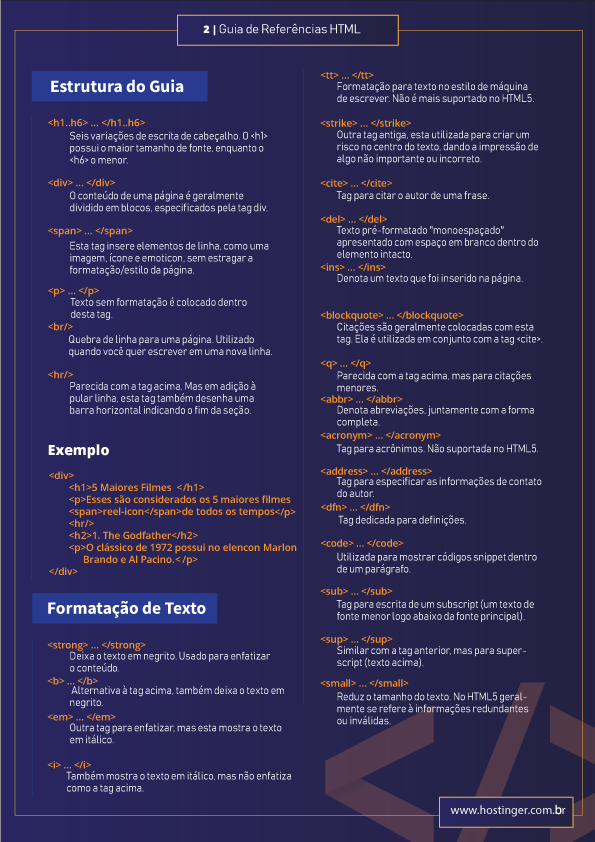 2 | Guia de Referências HTML
Estrutura do Guia
<h1..h6> ... </h1..h6>
Seis variações de escrita de cabeçalho. O <h1>
possui o maior tamanho de fonte, enquanto o
<h6> o menor.
<div> ... </div>
O conteúdo de uma página é geralmente
dividido em blocos, especificados pela tag div.
<span> ... </span>
Esta tag insere elementos de linha, como uma
imagem, ícone e emoticon, sem estragar a
formatação/estilo da página.
<p> ... </p>
Texto sem formatação é colocado dentro
desta tag.
<br/>
Quebra de linha para uma página. Utilizado
quando você quer escrever em uma nova linha.
<hr/>
Parecida com a tag acima. Mas em adição à
pular linha, esta tag também desenha uma
barra horizontal indicando o fim da seção.
Exemplo
<div>
<h1>5 Maiores Filmes </h1>
<p>Esses são considerados os 5 maiores filmes
<span>reel-icon</span>de todos os tempos</p>
<hr/>
<h2>1. The Godfather</h2>
<p>O clássico de 1972 possui no elencon Marlon
Brando e Al Pacino.< /p>
</div>
Formatação de Texto
<strong> ... </strong>
Deixa o texto em negrito. Usado para enfatizar
o conteúdo.
<b> ... </b>
Alternativa à tag acima, também deixa o texto em
negrito.
<em> ... </em>
Outra tag para enfatizar, mas esta mostra o texto
em itálico.
<i> ... </i>
Também mostra o texto em itálico, mas não enfatiza
como a tag acima.
<tt> ... </tt>
Formatação para texto no estilo de máquina
de escrever. Não é mais suportado no HTML5.
<strike> ... </strike>
Outra tag antiga, esta utilizada para criar um
risco no centro do texto, dando a impressão de
algo não importante ou incorreto.
<cite> ... </cite>
Tag para citar o autor de uma frase.
<del> ... </del>
Texto pré-formatado "monoespaçado"
apresentado com espaço em branco dentro do
elemento intacto.
<ins> ... </ins>
Denota um texto que foi inserido na página.
<blockquote> ... </blockquote>
Citações são geralmente colocadas com esta
tag. Ela é utilizada em conjunto com a tag <cite>.
<q> ... </q>
Parecida com a tag acima, mas para citações
menores.
<abbr> ... </abbr>
Denota abreviações, juntamente com a forma
completa.
<acronym> ... </acronym>
Tag para acrônimos. Não suportada no HTML5.
<address> ... </address>
Tag para especificar as informações de contato
do autor.
<dfn> ... </dfn>
Tag dedicada para definições.
<code> ... </code>
Utilizada para mostrar códigos snippet dentro
de um parágrafo.
<sub> ... </sub>
Tag para escrita de um subscript (um texto de
fonte menor logo abaixo da fonte principal).
<sup> ... </sup>
Similar com a tag anterior, mas para super-
script (texto acima).
<small> ... </small>
Reduz o tamanho do texto. No HTML5 geral-
mente se refere à informações redundantes
ou inválidas.
www.hostinger.com.br